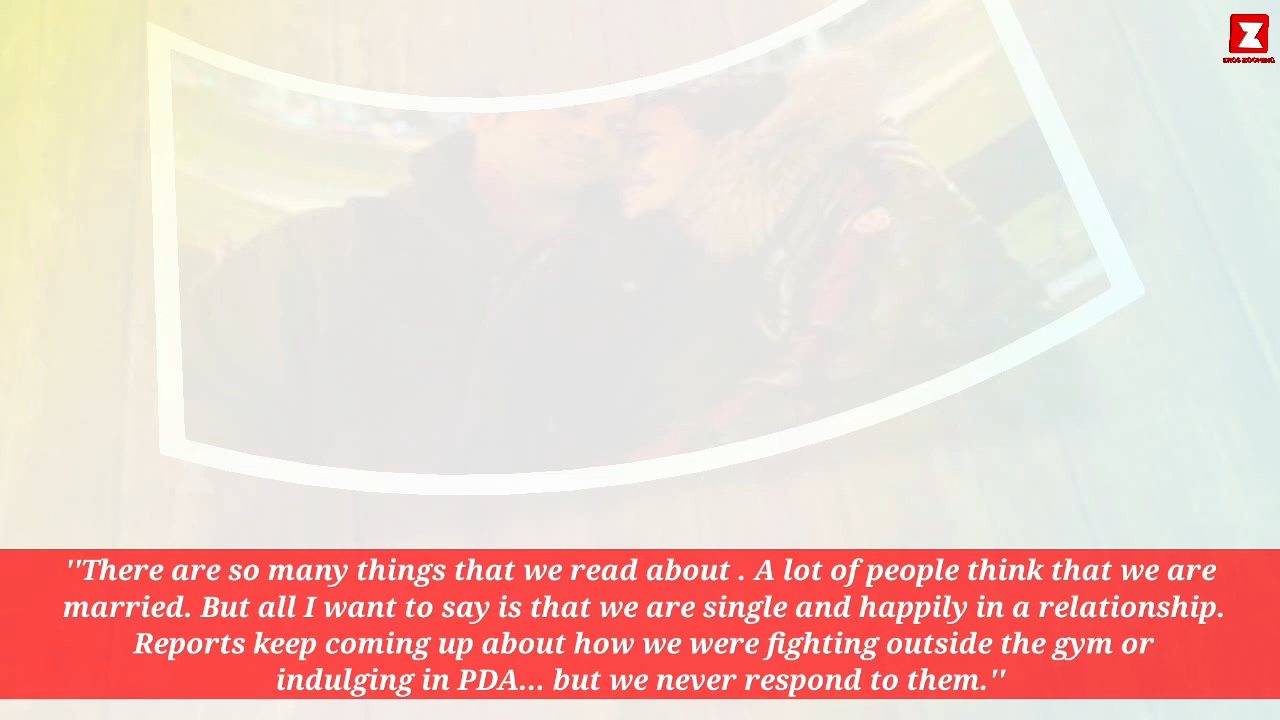 EROS ZOOMING
''There are so many things that we read about . A lot of people think that we are
married. But all I want to say is that we are single and happily in a relationship.
Reports keep coming up about how we were fighting outside the gym or
indulging in PDA... but we never respond to them.''